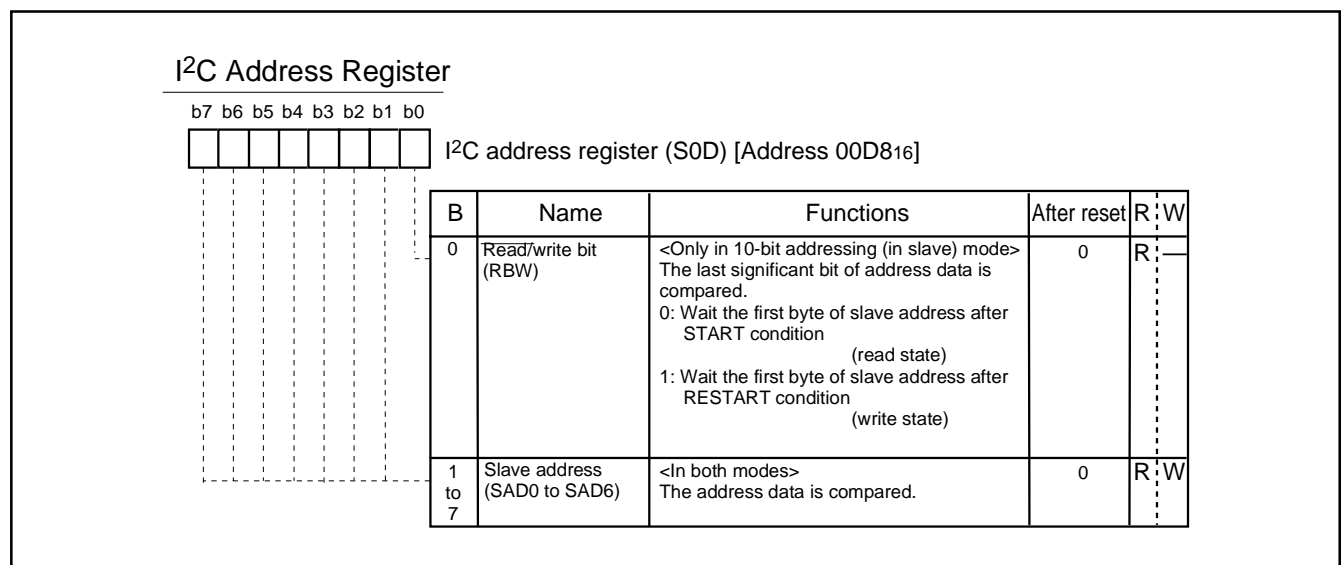 I2C Address Register
b7 b6 b5 b4 b3 b2 b1 b0
I2C address register (S0D) [Address 00D816]
B Name Functions After reset R W
0 Read/write bit <Only in 10-bit addressing (in slave) mode> 0 R —
(RBW) The last significant bit of address data is
compared.
0: Wait the first byte of slave address after
START condition
(read state)
1: Wait the first byte of slave address after
RESTART condition
(write state)
1 Slave address <In both modes> 0 R W
to (SAD0 to SAD6) The address data is compared.
7